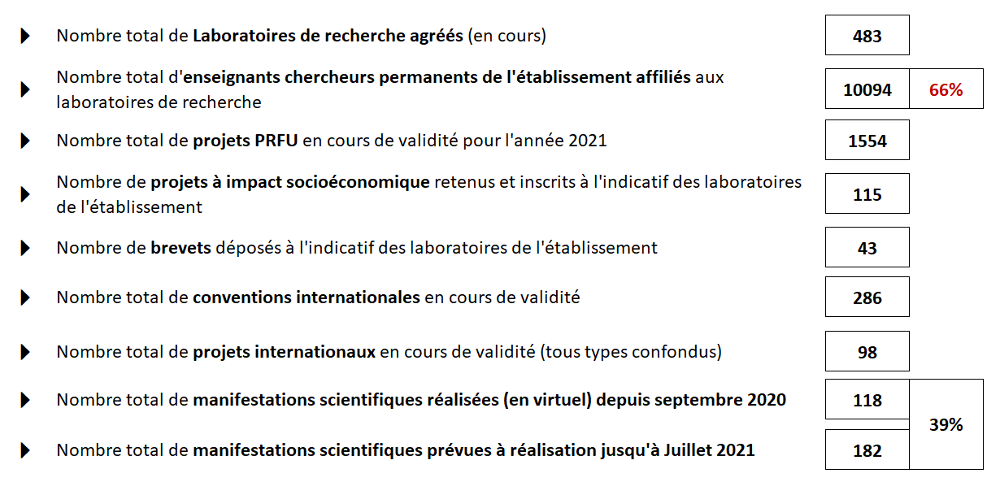 Nombre total de Laboratoires de recherche agréés (en cours) 483
Nombre total d'enseignants chercheurs permanents de l'établissement affiliés aux
laboratoires de recherche 10094 66%
Nombre total de projets PRFU en cours de validité pour l'année 2021 1554
Nombre de projets à impact socioéconomique retenus et inscrits à l'indicatif des laboratoires
de l'établissement 115
Nombre de brevets déposés à l'indicatif des laboratoires de l'établissement 43
Nombre total de conventions internationales en cours de validité 286
Nombre total de projets internationaux en cours de validité (tous types confondus) 98
Nombre total de manifestations scientifiques réalisées (en virtuel) depuis septembre 2020 118
39%
Nombre total de manifestations scientifiques prévues à réalisation jusqu'à Juillet 2021 182